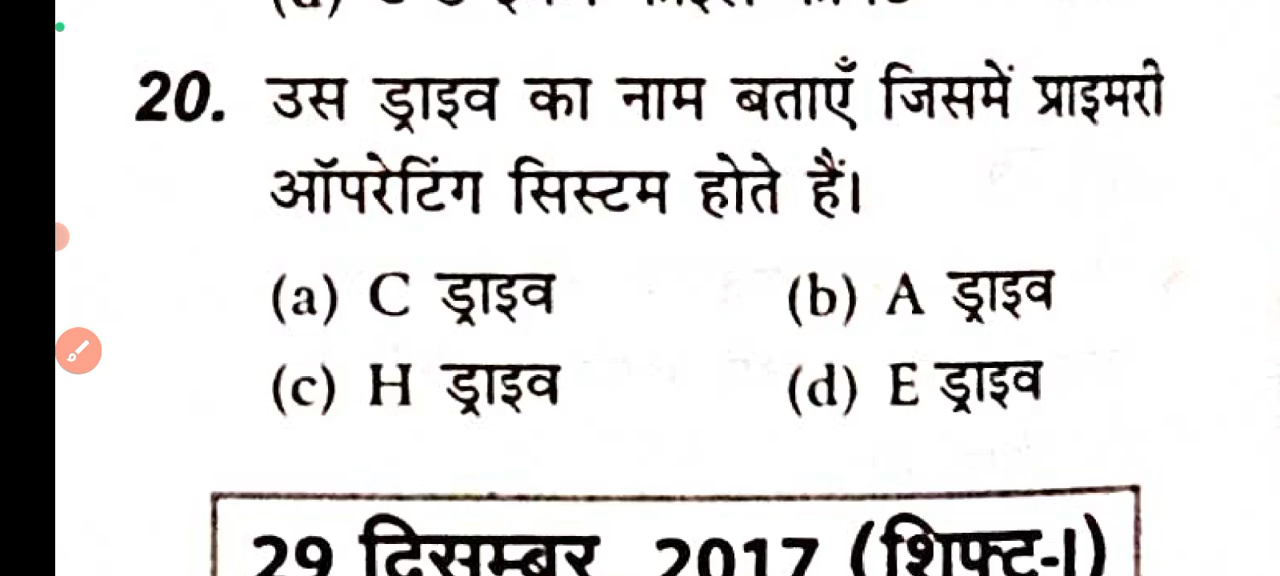 20. उस ड्राइव का नाम बताएँ जिसमें प्राइमरी
ऑपरेटिंग सिस्टम होते हैं।
(a) C ड्राइव (b) A ड्राइव
(c) H ड्राइव (d) E ड्राइव
29 दिसम्बर, 2017 (शिफ्ट-I)